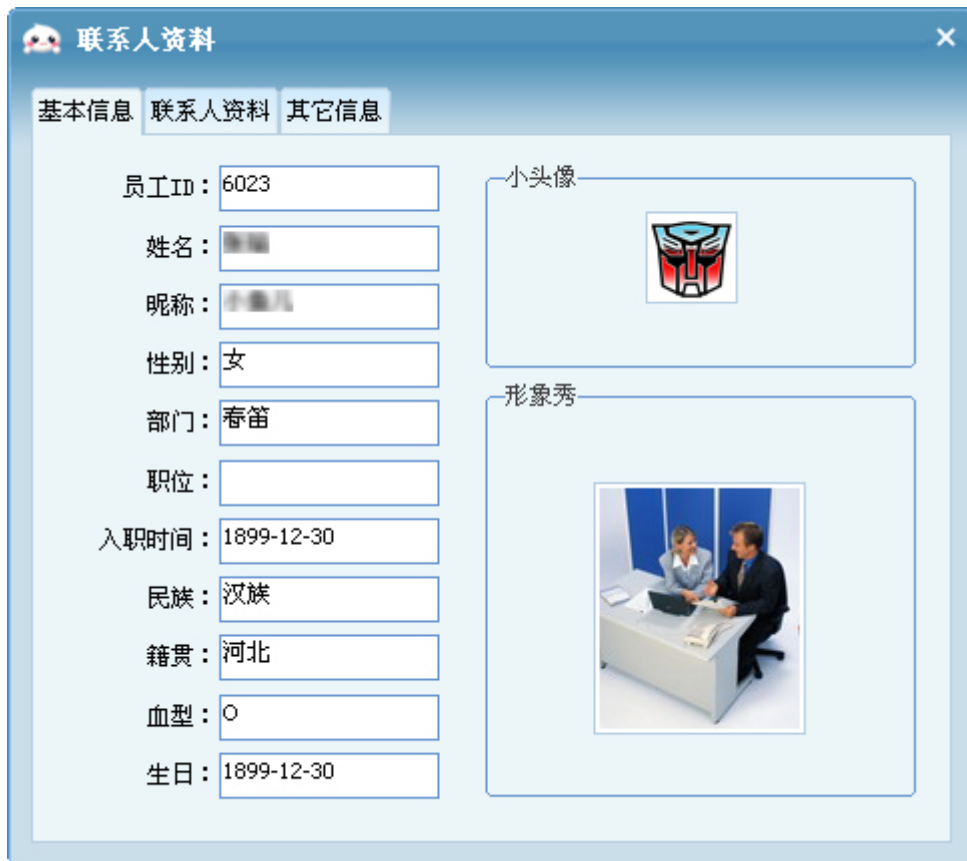 联系人资料
基本信息 联系人资料 其它信息
员工ID：6023
姓名：
昵称：
性别：女
部门：春笛
职位：
入职时间：1899-12-30
民族：汉族
籍贯：河北
血型：O
生日：1899-12-30
小头像
形象秀